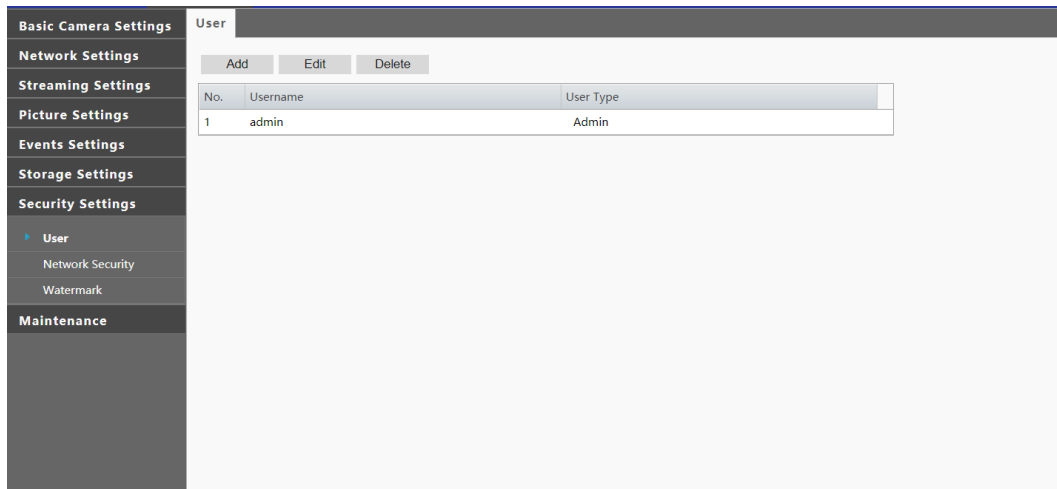 Basic Camera Settings
Network Settings
Streaming Settings
Picture Settings
Events Settings
Storage Settings
Security Settings
User
Network Security
Watermark
Maintenance
User
Add Edit Delete
No. Username User Type
1 admin Admin